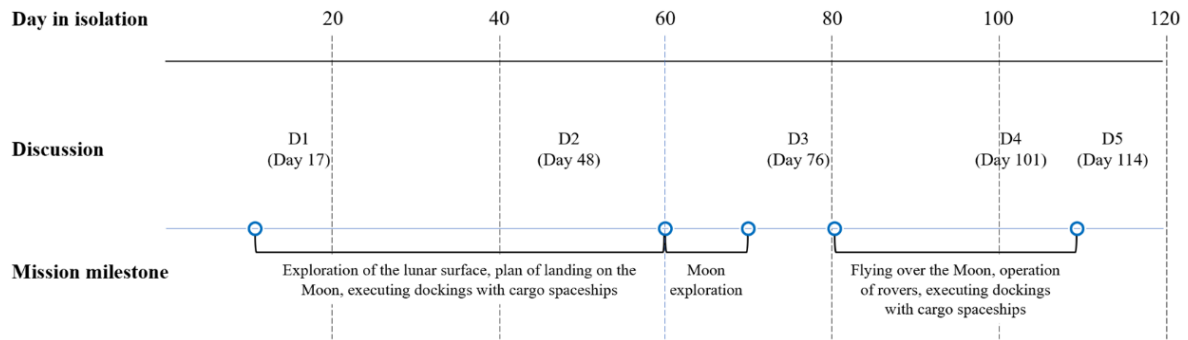 Day in isolation 20 40 60 80 100 120
D1 D2 D3 D4 D5
Discussion (Day 17) (Day 48) (Day 76) (Day 101) (Day 114)
Mission milestone
Exploration of the lunar surface, plan of landing on the
Moon, executing dockings with cargo spaceships
Moon
exploration
Flying over the Moon, operation
of rovers, executing dockings
with cargo spaceships